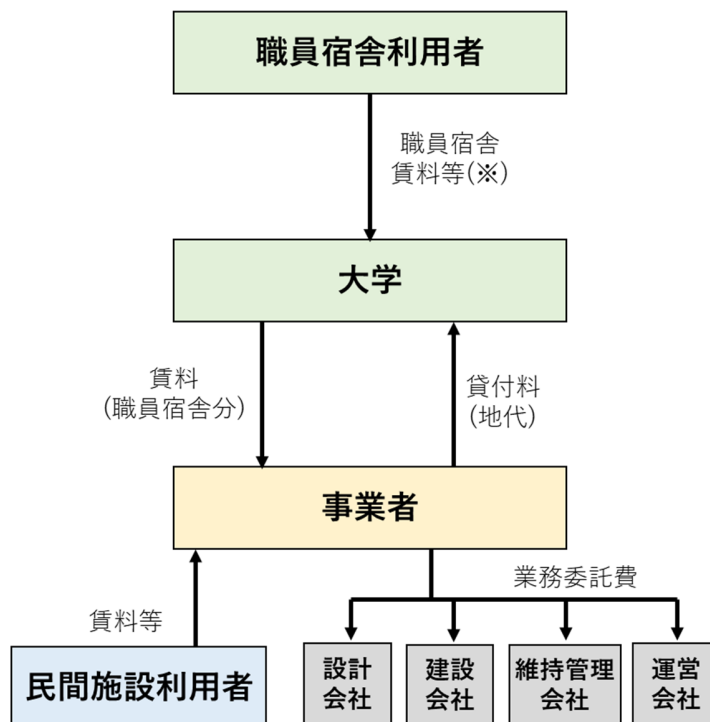 職員宿舎利用者
職員宿舎
賃料等(※)
大学
賃料
(職員宿舎分)
貸付料
(地代)
事業者
業務委託費
賃料等
民間施設利用者
設計
会社
建設
会社
維持管理
会社
運営
会社